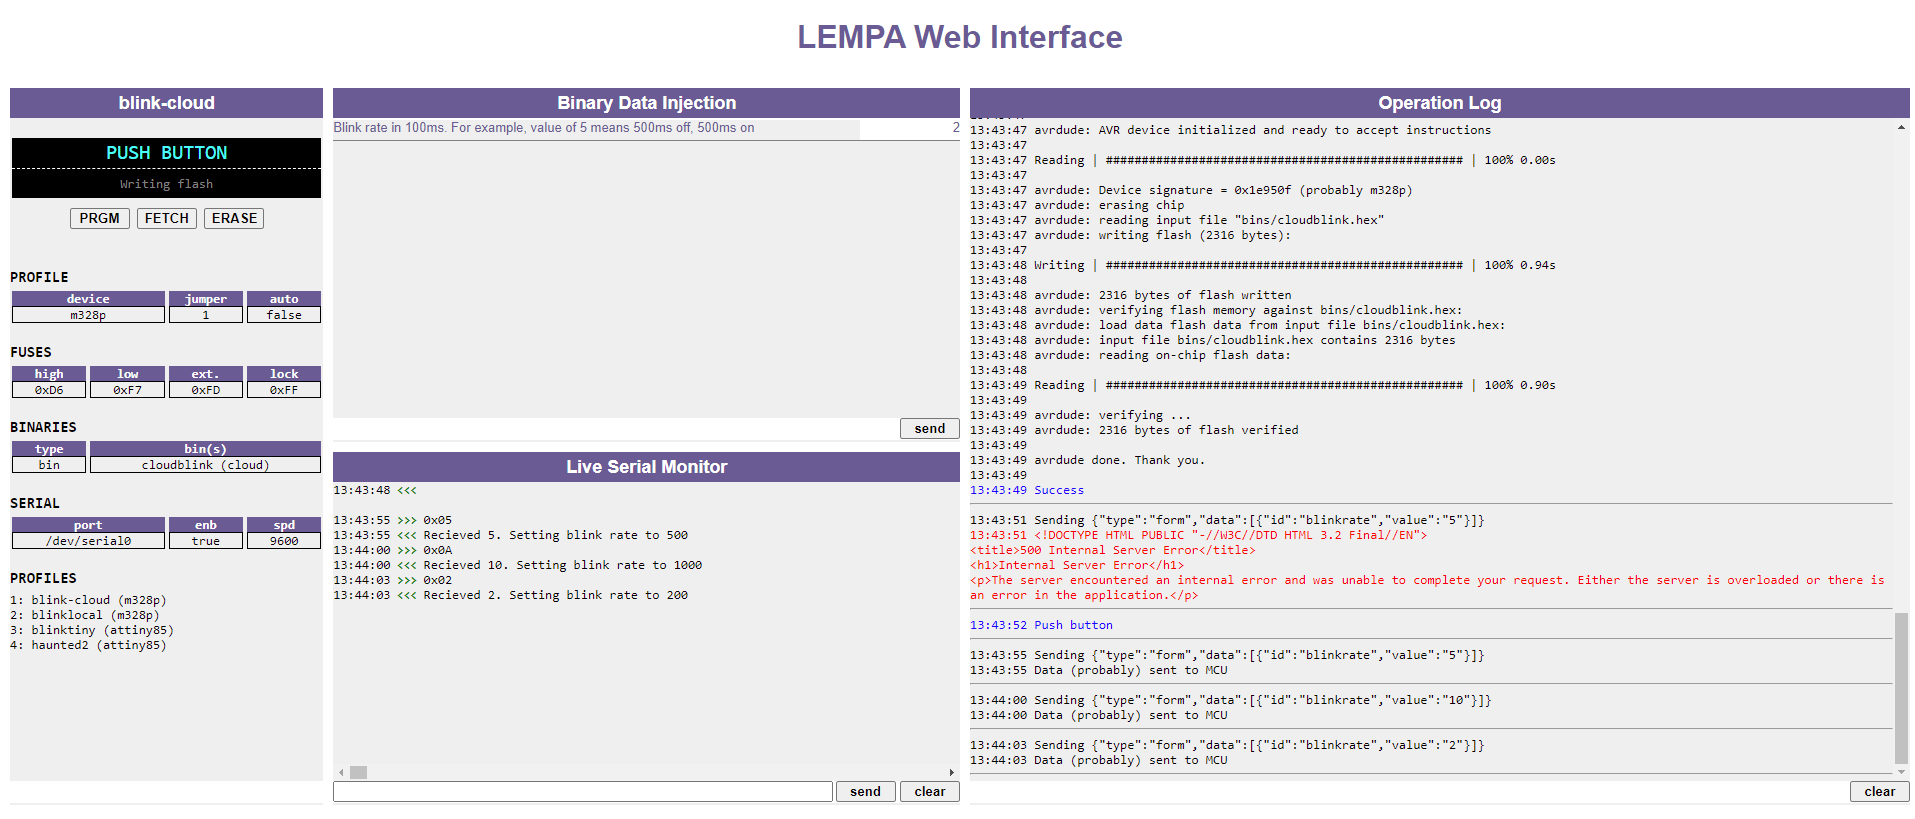 LEMPA Web Interface
blink-cloud
PUSH BUTTON
Writing flash
PRGM FETCH ERASE
PROFILE
device jumper auto
m328p 1 false
FUSES
high low ext. lock
0xD6 0xF7 0xFD 0xFF
BINARIES
type bin(s)
bin cloudblink (cloud)
SERIAL
port enb spd
/dev/serial0 true 9600
PROFILES
1: blink-cloud (m328p)
2: blinklocal (m328p)
3: blinktiny (attiny85)
4: haunted2 (attiny85)
Binary Data Injection
Blink rate in 100ms. For example, value of 5 means 500ms off, 500ms on 2
send
Live Serial Monitor
13:43:48 <<<
13:43:55 >>> 0x05
13:43:55 <<< Recieved 5. Setting blink rate to 500
13:44:00 >>> 0x0A
13:44:00 <<< Recieved 10. Setting blink rate to 1000
13:44:03 >>> 0x02
13:44:03 <<< Recieved 2. Setting blink rate to 200
send clear
Operation Log
13:43:47 avrdude: AVR device initialized and ready to accept instructions
13:43:47
13:43:47 Reading | ################################################## | 100% 0.00s
13:43:47
13:43:47 avrdude: Device signature = 0x1e950f (probably m328p)
13:43:47 avrdude: erasing chip
13:43:47 avrdude: reading input file "bins/cloudblink.hex"
13:43:47 avrdude: writing flash (2316 bytes):
13:43:47
13:43:48 Writing | ################################################## | 100% 0.94s
13:43:48
13:43:48 avrdude: 2316 bytes of flash written
13:43:48 avrdude: verifying flash memory against bins/cloudblink.hex:
13:43:48 avrdude: load data flash data from input file bins/cloudblink.hex:
13:43:48 avrdude: input file bins/cloudblink.hex contains 2316 bytes
13:43:48 avrdude: reading on-chip flash data:
13:43:48
13:43:49 Reading | ################################################## | 100% 0.90s
13:43:49
13:43:49 avrdude: verifying ...
13:43:49 avrdude: 2316 bytes of flash verified
13:43:49
13:43:49 avrdude done. Thank you.
13:43:49
13:43:49 Success
13:43:51 Sending {"type":"form","data":[{"id":"blinkrate","value":"5"}]}
13:43:51 <!DOCTYPE HTML PUBLIC "-//W3C//DTD HTML 3.2 Final//EN">
<title>500 Internal Server Error</title>
<h1>Internal Server Error</h1>
<p>The server encountered an internal error and was unable to complete your request. Either the server is overloaded or there is
an error in the application.</p>
13:43:52 Push button
13:43:55 Sending {"type":"form","data":[{"id":"blinkrate","value":"5"}]}
13:43:55 Data (probably) sent to MCU
13:44:00 Sending {"type":"form","data":[{"id":"blinkrate","value":"10"}]}
13:44:00 Data (probably) sent to MCU
13:44:03 Sending {"type":"form","data":[{"id":"blinkrate","value":"2"}]}
13:44:03 Data (probably) sent to MCU
clear